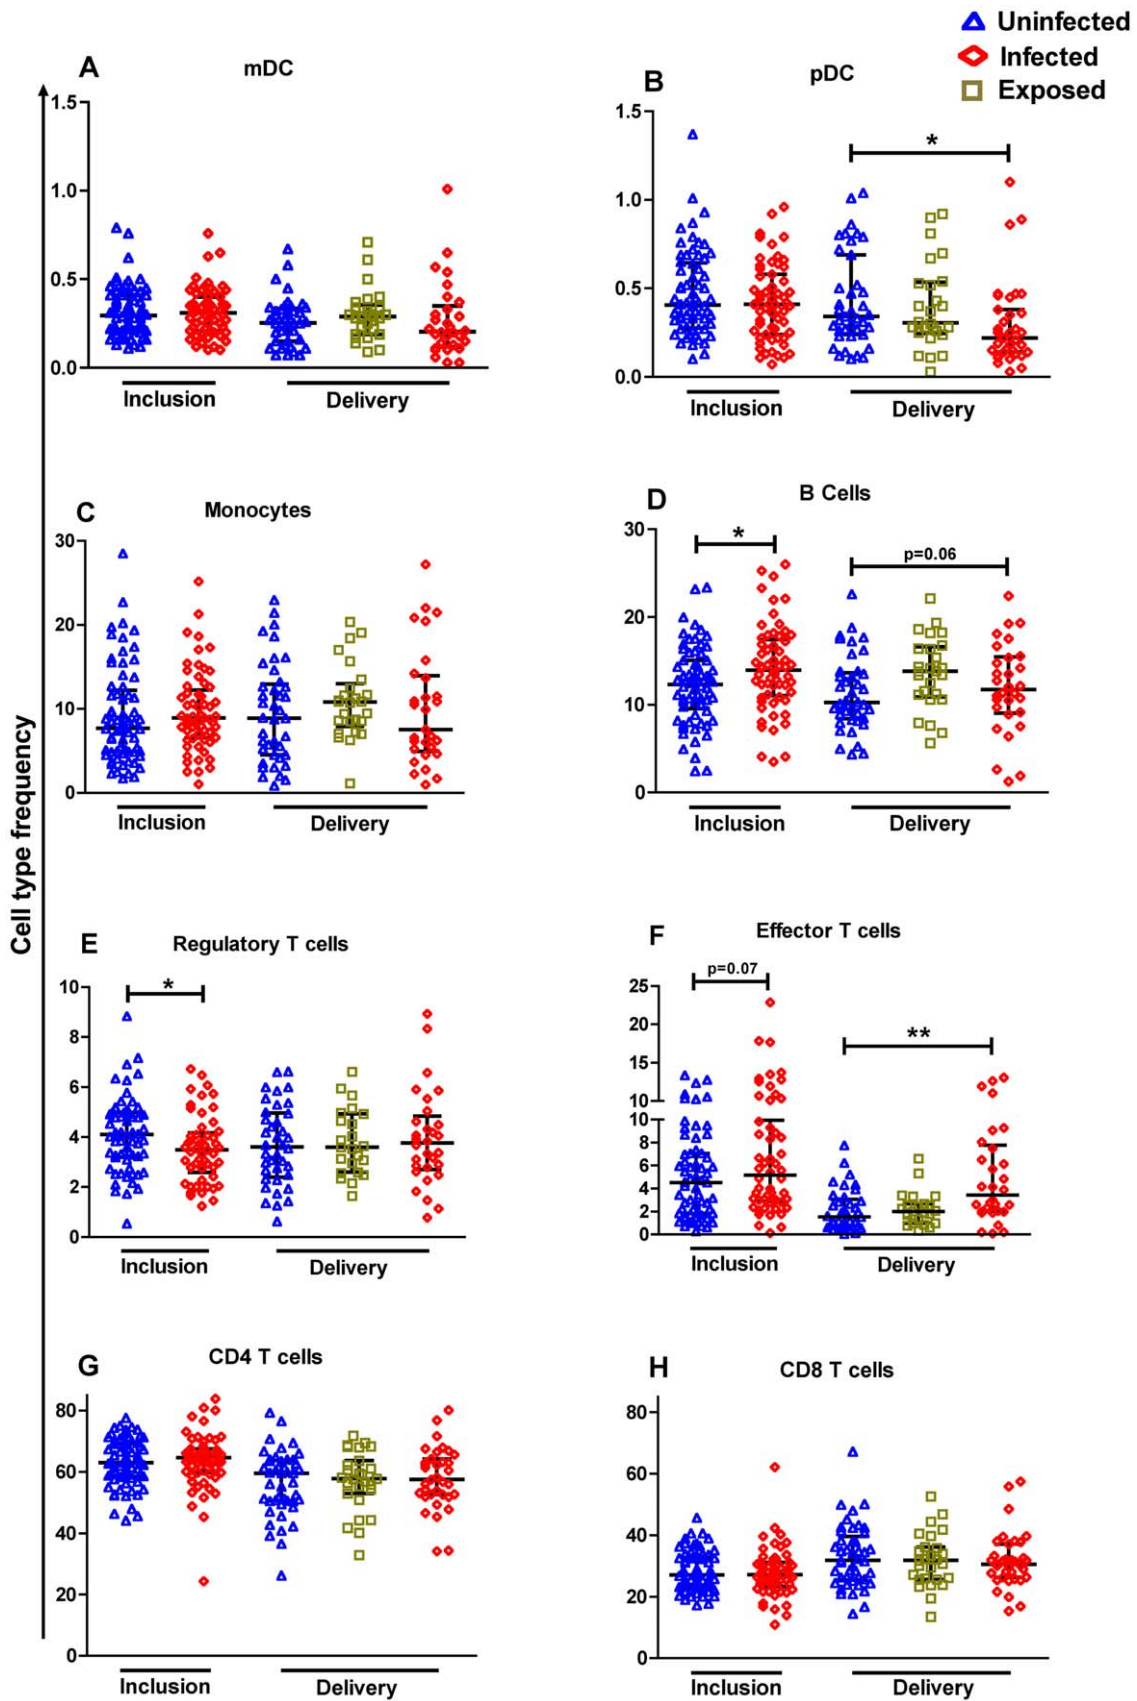 Uninfected
Infected
Exposed
Cell type frequency
A
mDC
1.5
1.0
0.5
0.0
Inclusion
Delivery
B
pDC
1.5
1.0
0.5
0.0
*
Inclusion
Delivery
C
Monocytes
30
20
10
0
Inclusion
Delivery
D
B Cells
30
20
10
0
*
p=0.06
Inclusion
Delivery
E
Regulatory T cells
10
8
6
4
2
0
*
Inclusion
Delivery
F
Effector T cells
25
20
15
10
10
8
6
4
2
0
p=0.07
**
Inclusion
Delivery
G
CD4 T cells
80
60
40
20
0
Inclusion
Delivery
H
CD8 T cells
80
60
40
20
0
Inclusion
Delivery